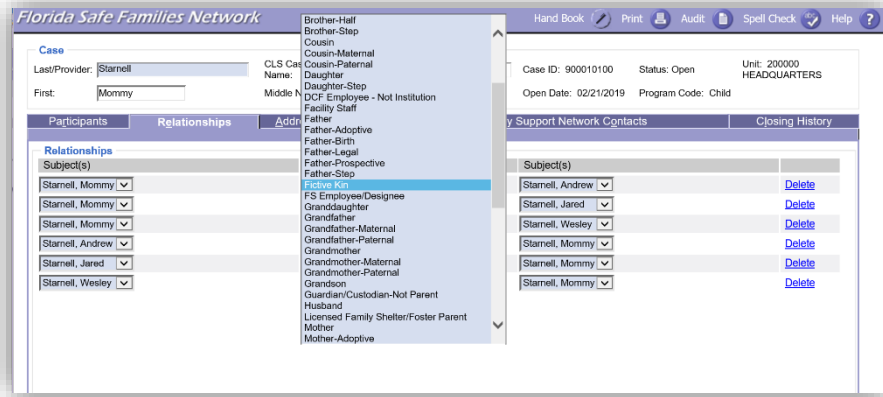 Florida Safe Families Network
Hand Book Print Audit Spell Check Help ?
Case
Last/Provider: Starnell
CLS Cas
Name:
Case ID: 900010100 Status: Open Unit: 200000
HEADQUARTERS
First: Mommy
Middle N
Open Date: 02/21/2019 Program Code: Child
Participants Relationships Addre y Support Network Contacts Closing History
Relationships
Subject(s) Subject(s)
Starnell, Mommy Starnell, Andrew Delete
Starnell, Mommy Starnell, Jared Delete
Starnell, Mommy Starnell, Wesley Delete
Starnell, Andrew Starnell, Mommy Delete
Starnell, Jared Starnell, Mommy Delete
Starnell, Wesley Starnell, Mommy Delete
Brother-Half
Brother-Step
Cousin
Cousin-Maternal
Cousin-Paternal
Daughter
Daughter-Step
DCF Employee - Not Institution
Facility Staff
Father
Father-Adoptive
Father-Birth
Father-Legal
Father-Prospective
Father-Step
Fictive Kin
FS Employee/Designee
Granddaughter
Grandfather
Grandfather-Maternal
Grandfather-Paternal
Grandmother
Grandmother-Maternal
Grandmother-Paternal
Grandson
Guardian/Custodian-Not Parent
Husband
Licensed Family Shelter/Foster Parent
Mother
Mother-Adoptive